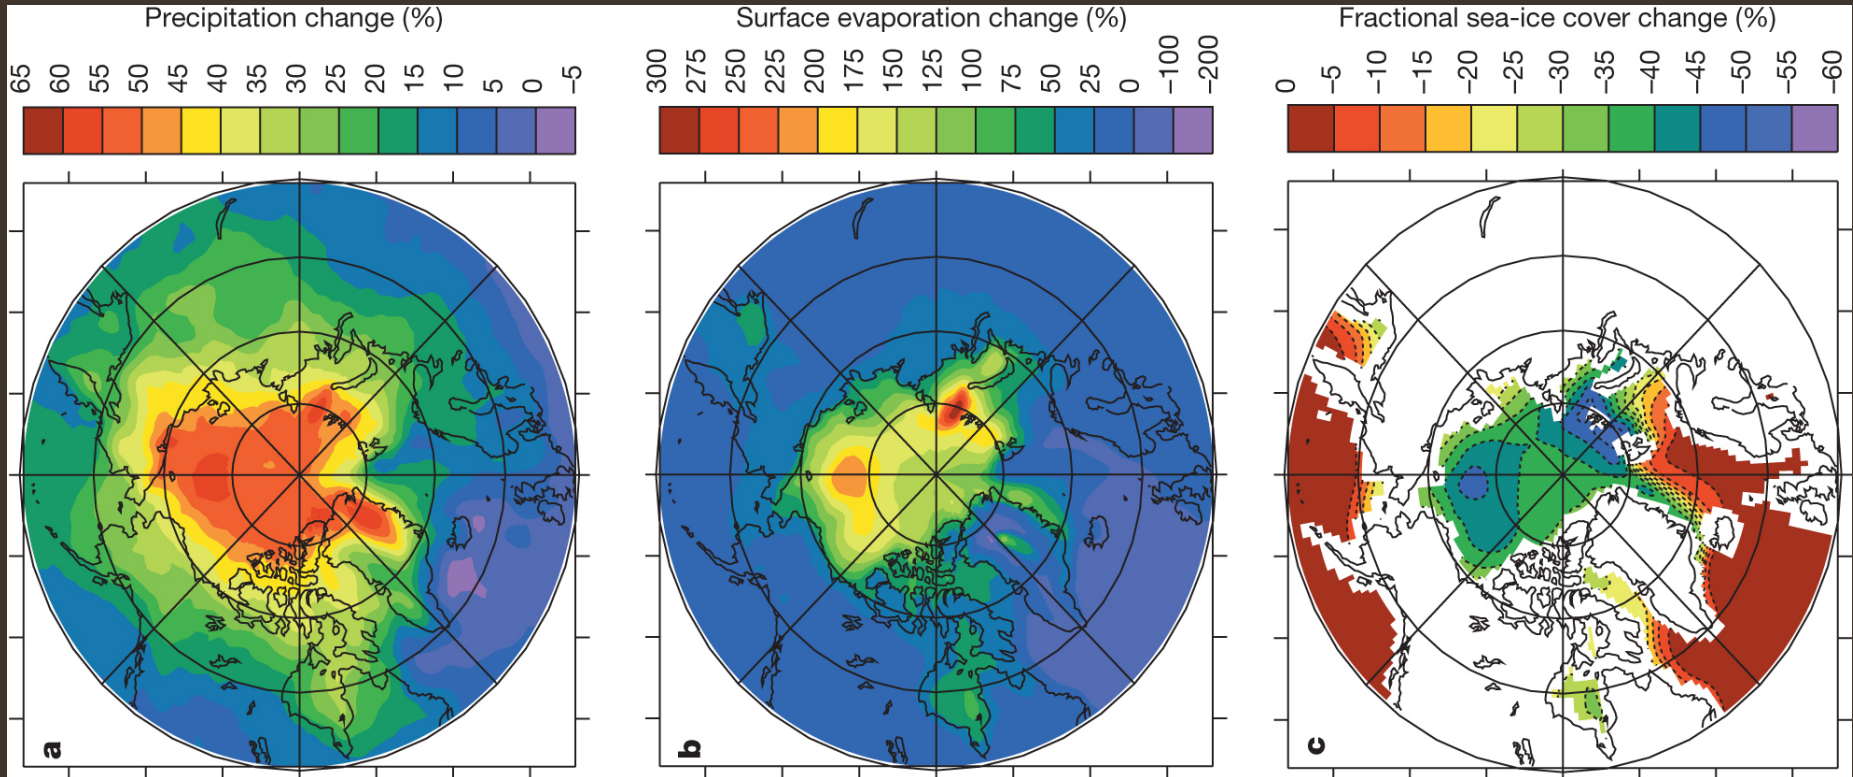 Precipitation change (%)
65 60 55 50 45 40 35 30 25 20 15 10 5 0 –5
a
Surface evaporation change (%)
300 275 250 225 200 175 150 125 100 75 50 25 0 –100 –200
b
Fractional sea-ice cover change (%)
0 –5 –10 –15 –20 –25 –30 –35 –40 –45 –50 –55 –60
c